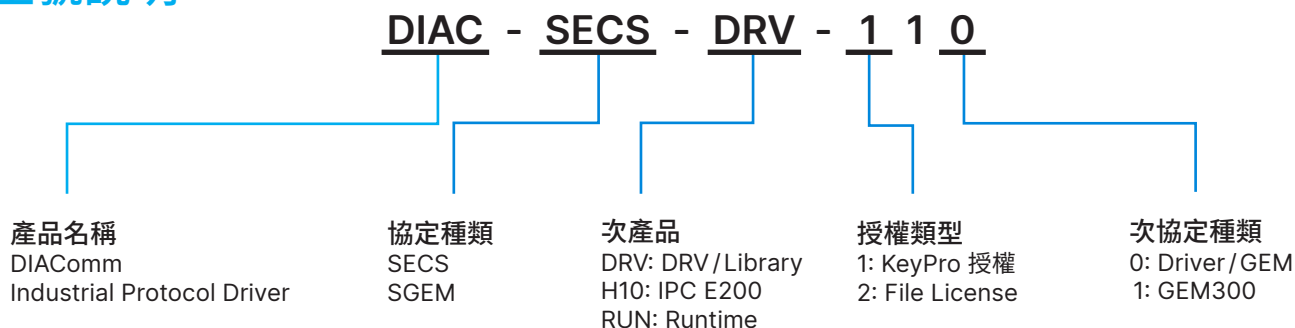 DIAC - SECS - DRV - 1 1 0
產品名稱
DIAComm
Industrial Protocol Driver
協定種類
SECS
SGEM
次產品
DRV: DRV/Library
H10: IPC E200
RUN: Runtime
授權類型
1: KeyPro 授權
2: File License
次協定種類
0: Driver/GEM
1: GEM300